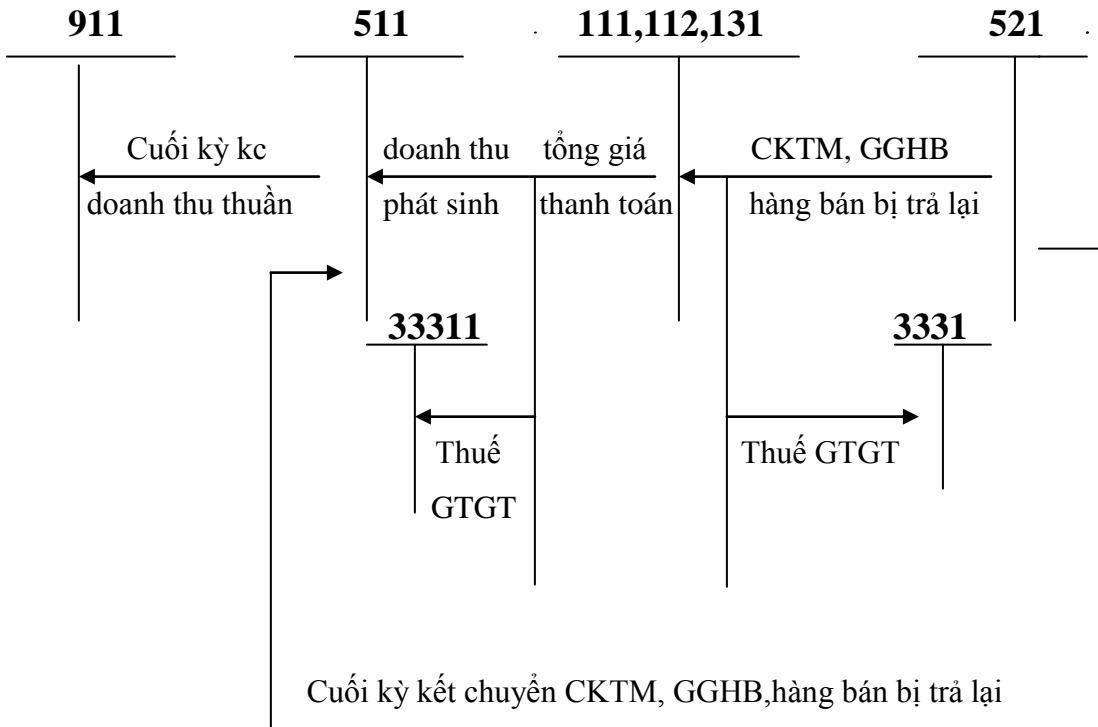 911 511 111,112,131 521
Cuối kỳ kc doanh thu tổng giá CKTM, GGHB
doanh thu thuần phát sinh thanh toán hàng bán bị trả lại
33311 3331
Thuế Thuế GTGT
GTGT
Cuối kỳ kết chuyển CKTM, GGHB,hàng bán bị trả lại